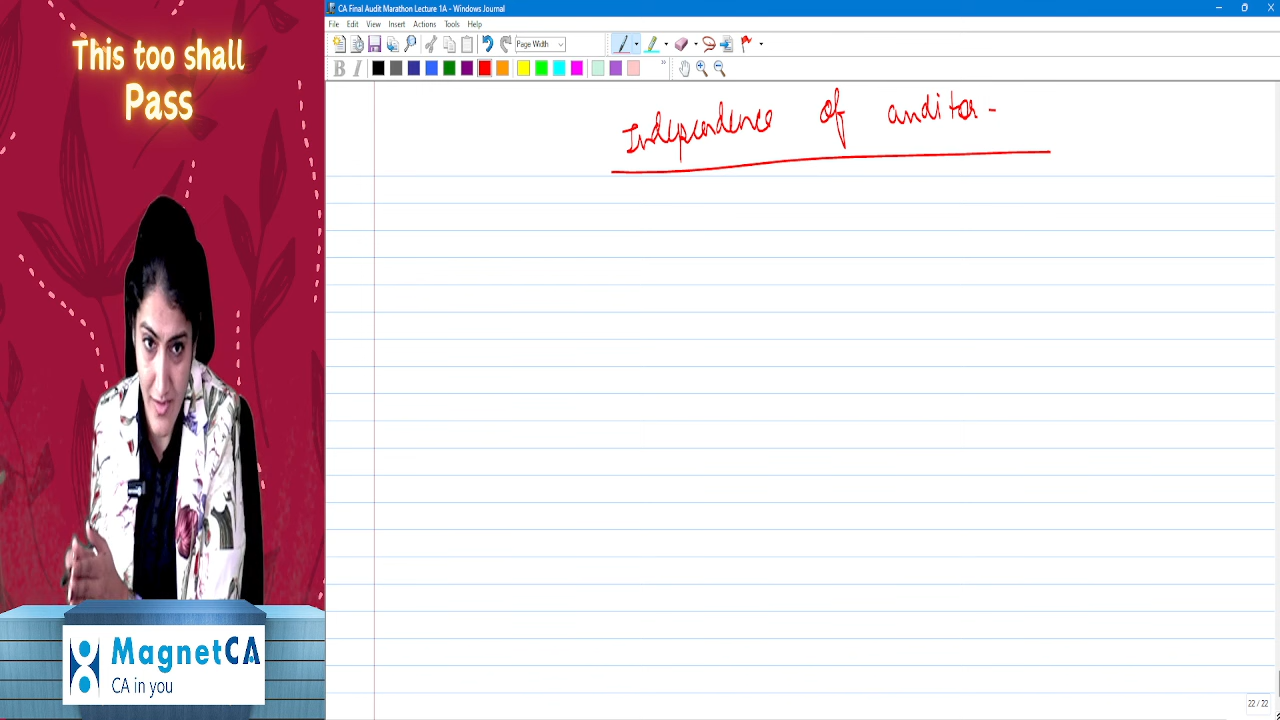 This too shall
Pass
CA Final Audit Marathon Lecture 1A - Windows Journal
File Edit View Insert Actions Tools Help
Page Width
B I
Independence of auditor -
MagnetCA
CA in you
22 / 22